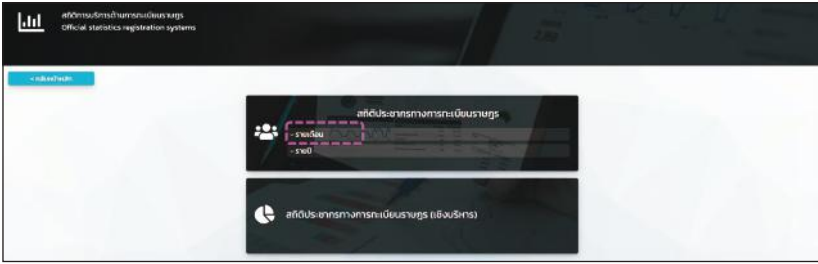 สถิติการบริการด้านการทะเบียนราษฎร
Official statistics registration systems
< กลับหน้าหลัก
สถิติประชากรทางการทะเบียนราษฎร
- รายเดือน
- รายปี
สถิติประชากรทางการทะเบียนราษฎร (เชิงบริหาร)